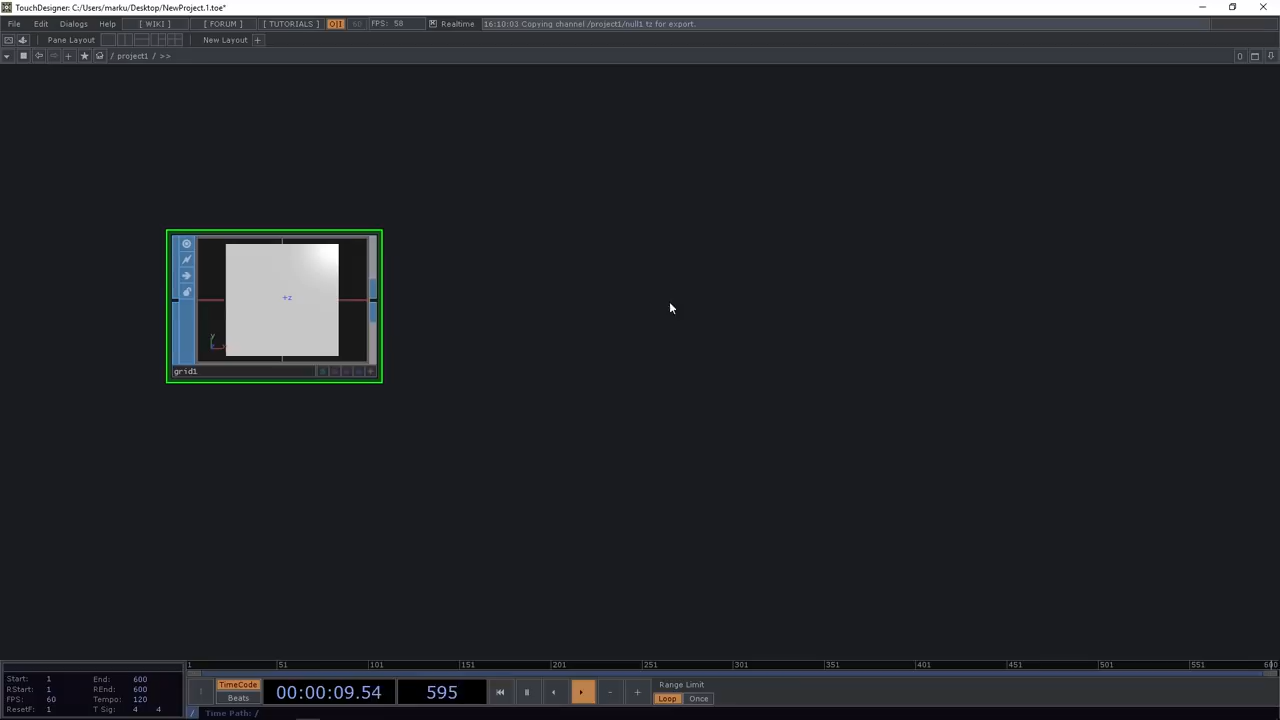 TouchDesigner: C:/Users/marku/Desktop/NewProject.1.toe*
File Edit Dialogs Help [ WIKI ] [ FORUM ] [ TUTORIALS ] O|I 60 FPS: 58 Realtime 16:10:03 Copying channel /project1/null1 tz for export.
Pane Layout New Layout +
/ project1 / >> 0
+z
y
grid1
1 51 101 151 201 251 301 351 401 451 501 551 600
Start: 1 End: 600
RStart: 1 REnd: 600
FPS: 60 Tempo: 120
ResetF: 1 T Sig: 4 4
TimeCode
Beats
00:00:09.54 595 - +
Range Limit
Loop Once
/ Time Path: /